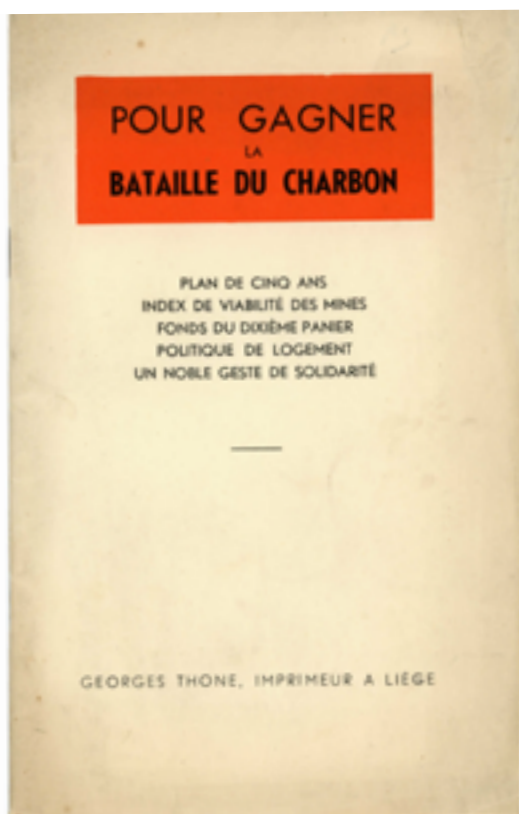 POUR GAGNER
LA
BATAILLE DU CHARBON
PLAN DE CINQ ANS
INDEX DE VIABILITÉ DES MINES
FONDS DU DIXIÈME PANIER
POLITIQUE DE LOGEMENT
UN NOBLE GESTE DE SOLIDARITÉ
GEORGES THONE, IMPRIMEUR A LIÉGE